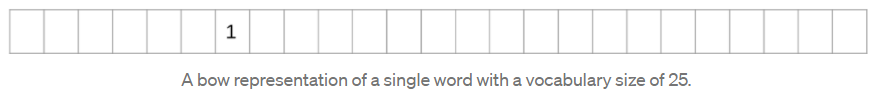 1
A bow representation of a single word with a vocabulary size of 25.